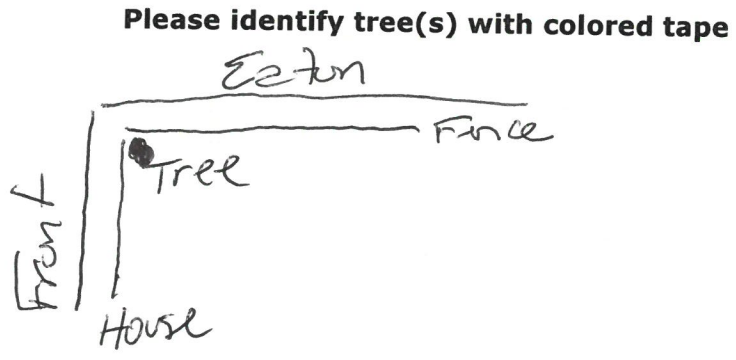 Please identify tree(s) with colored tape
Eaton
Fence
Tree
Front
House